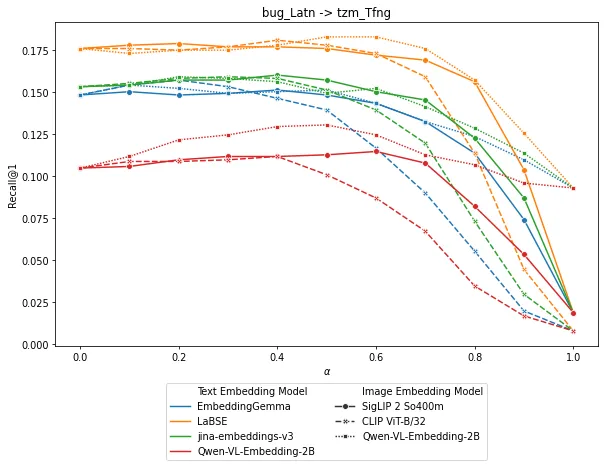 bug_Latn -> tzm_Tfng
Recall@1
0.175
0.150
0.125
0.100
0.075
0.050
0.025
0.000
0.0 0.2 0.4 0.6 0.8 1.0
α
Text Embedding Model Image Embedding Model
EmbeddingGemma SigLIP 2 So400m
LaBSE CLIP ViT-B/32
jina-embeddings-v3 Qwen-VL-Embedding-2B
Qwen-VL-Embedding-2B